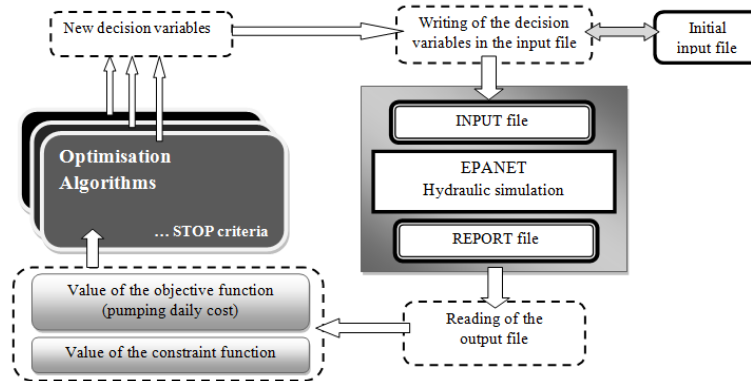 New decision variables
Writing of the decision
variables in the input file
Initial
input file
INPUT file
EPANET
Hydraulic simulation
REPORT file
Optimisation
Algorithms
... STOP criteria
Value of the objective function
(pumping daily cost)
Value of the constraint function
Reading of the
output file